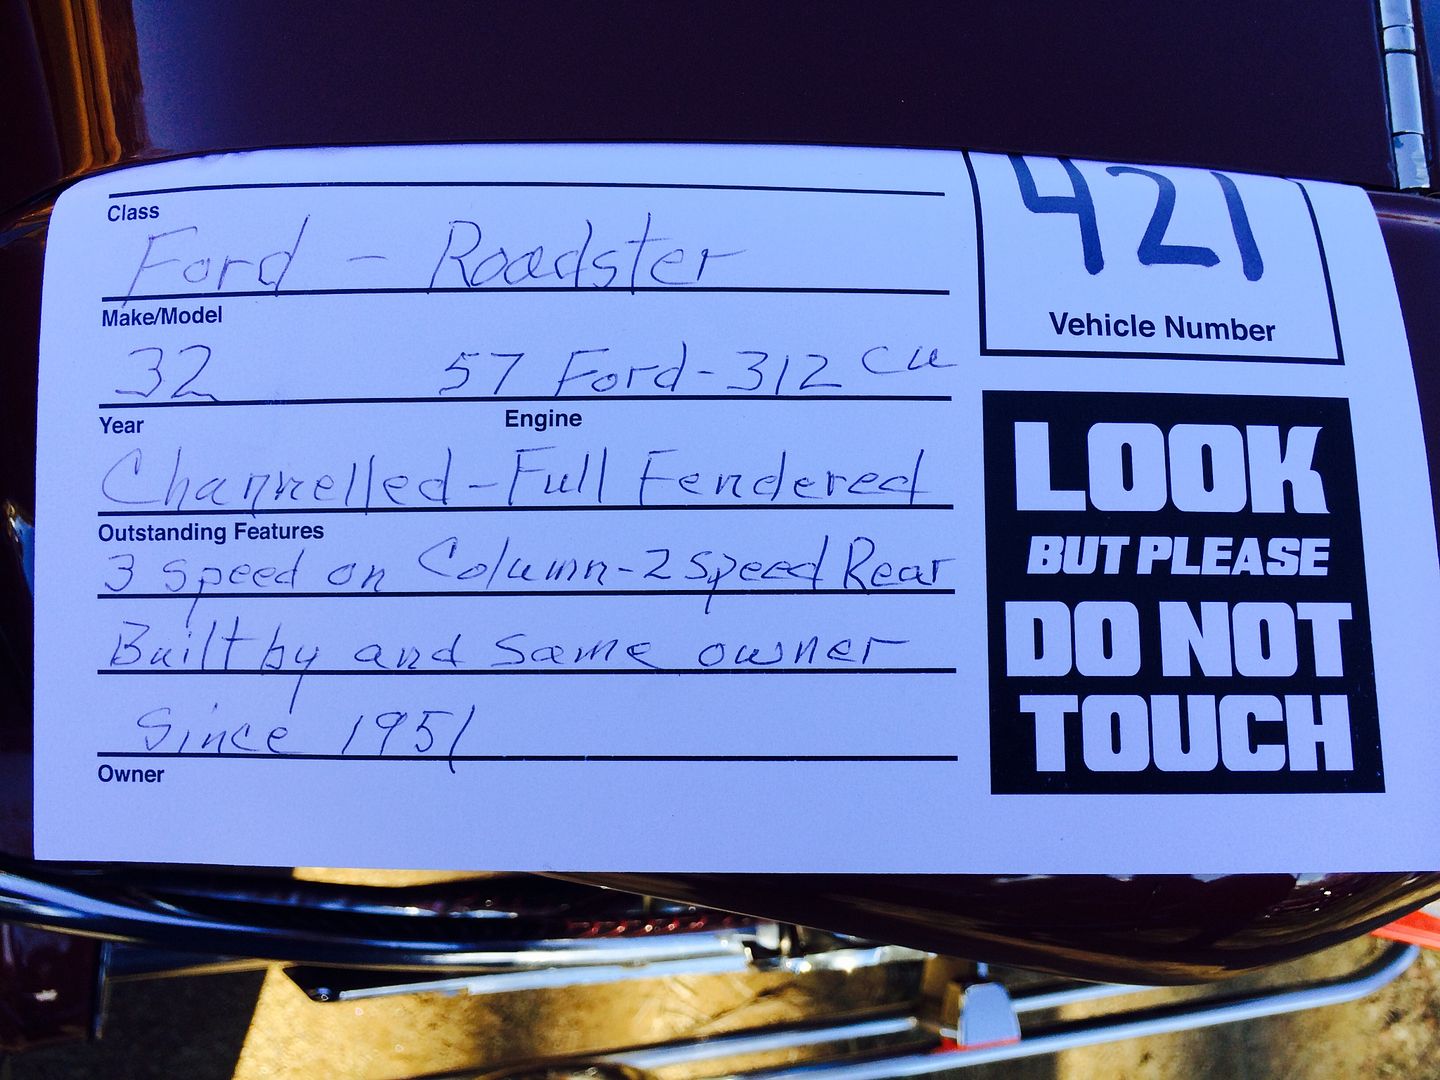 421
Class
Ford - Roadster
Make/Model
Vehicle Number
32 57 Ford - 312 cu
Year Engine
Channelled - Full Fendered
Outstanding Features
3 speed on Column - 2 speed Rear
Built by and same owner
Since 1951
Owner
LOOK
BUT PLEASE
DO NOT
TOUCH